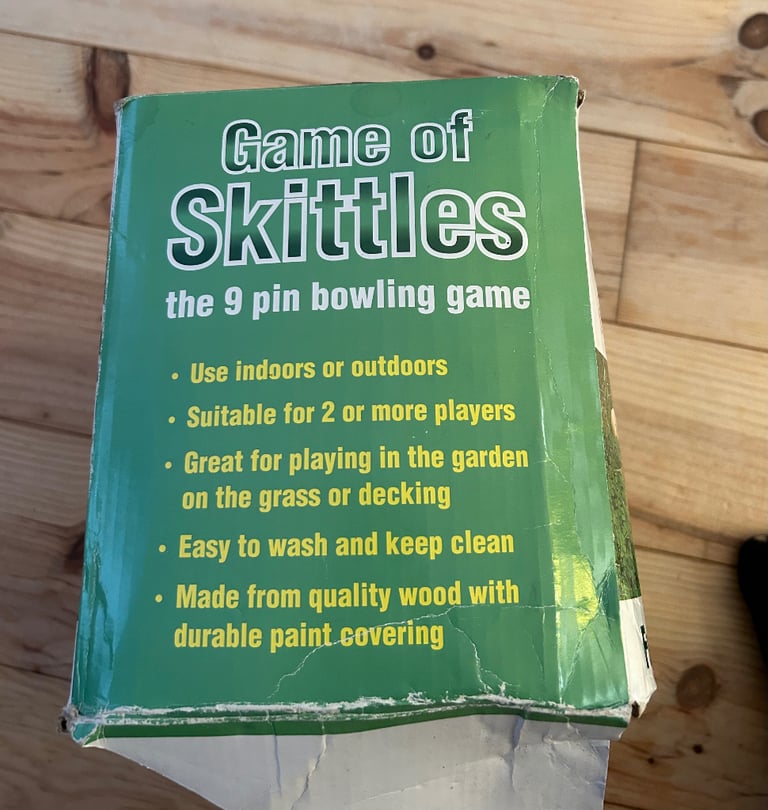 Game of
Skittles
the 9 pin bowling game
• Use indoors or outdoors
• Suitable for 2 or more players
• Great for playing in the garden
on the grass or decking
• Easy to wash and keep clean
• Made from quality wood with
durable paint covering